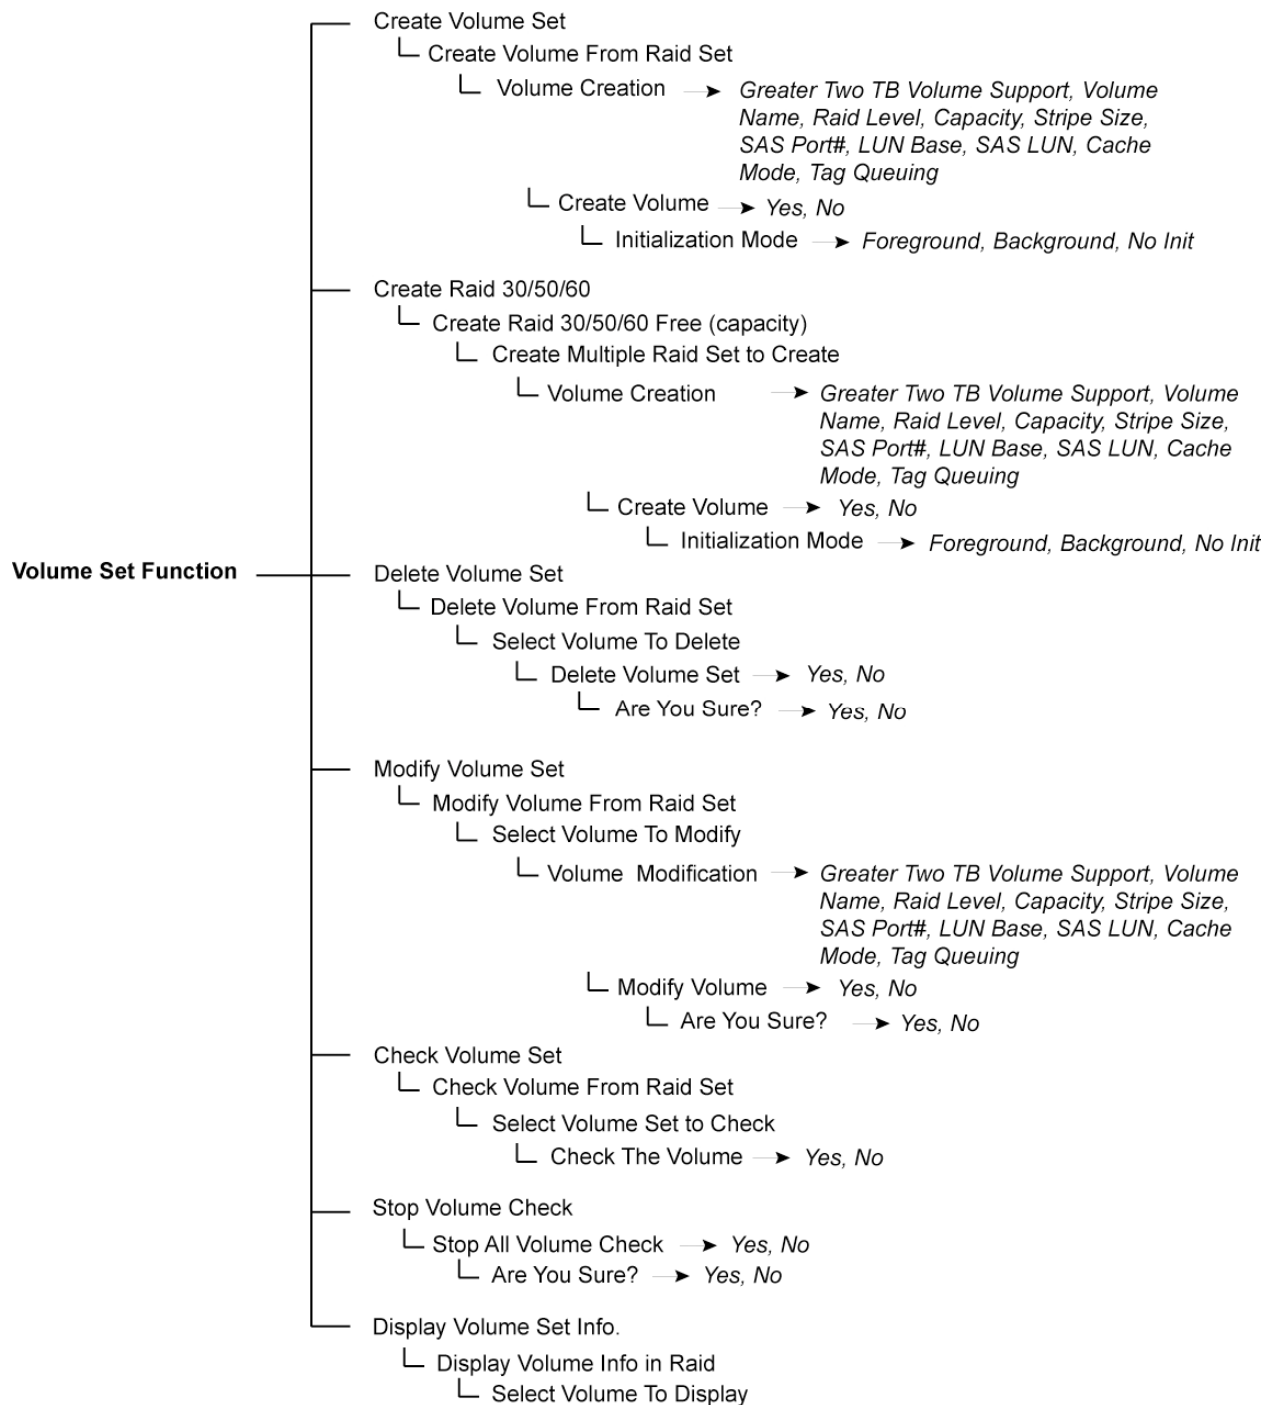 Create Volume Set
Create Volume From Raid Set
Volume Creation
Greater Two TB Volume Support, Volume
Name, Raid Level, Capacity, Stripe Size,
SAS Port#, LUN Base, SAS LUN, Cache
Mode, Tag Queuing
Create Volume
Yes, No
Initialization Mode
Foreground, Background, No Init
Create Raid 30/50/60
Create Raid 30/50/60 Free (capacity)
Create Multiple Raid Set to Create
Volume Creation
Greater Two TB Volume Support, Volume
Name, Raid Level, Capacity, Stripe Size,
SAS Port#, LUN Base, SAS LUN, Cache
Mode, Tag Queuing
Create Volume
Yes, No
Initialization Mode
Foreground, Background, No Init
Volume Set Function
Delete Volume Set
Delete Volume From Raid Set
Select Volume To Delete
Delete Volume Set
Yes, No
Are You Sure?
Yes, No
Modify Volume Set
Modify Volume From Raid Set
Select Volume To Modify
Volume Modification
Greater Two TB Volume Support, Volume
Name, Raid Level, Capacity, Stripe Size,
SAS Port#, LUN Base, SAS LUN, Cache
Mode, Tag Queuing
Modify Volume
Yes, No
Are You Sure?
Yes, No
Check Volume Set
Check Volume From Raid Set
Select Volume Set to Check
Check The Volume
Yes, No
Stop Volume Check
Stop All Volume Check
Yes, No
Are You Sure?
Yes, No
Display Volume Set Info.
Display Volume Info in Raid
Select Volume To Display